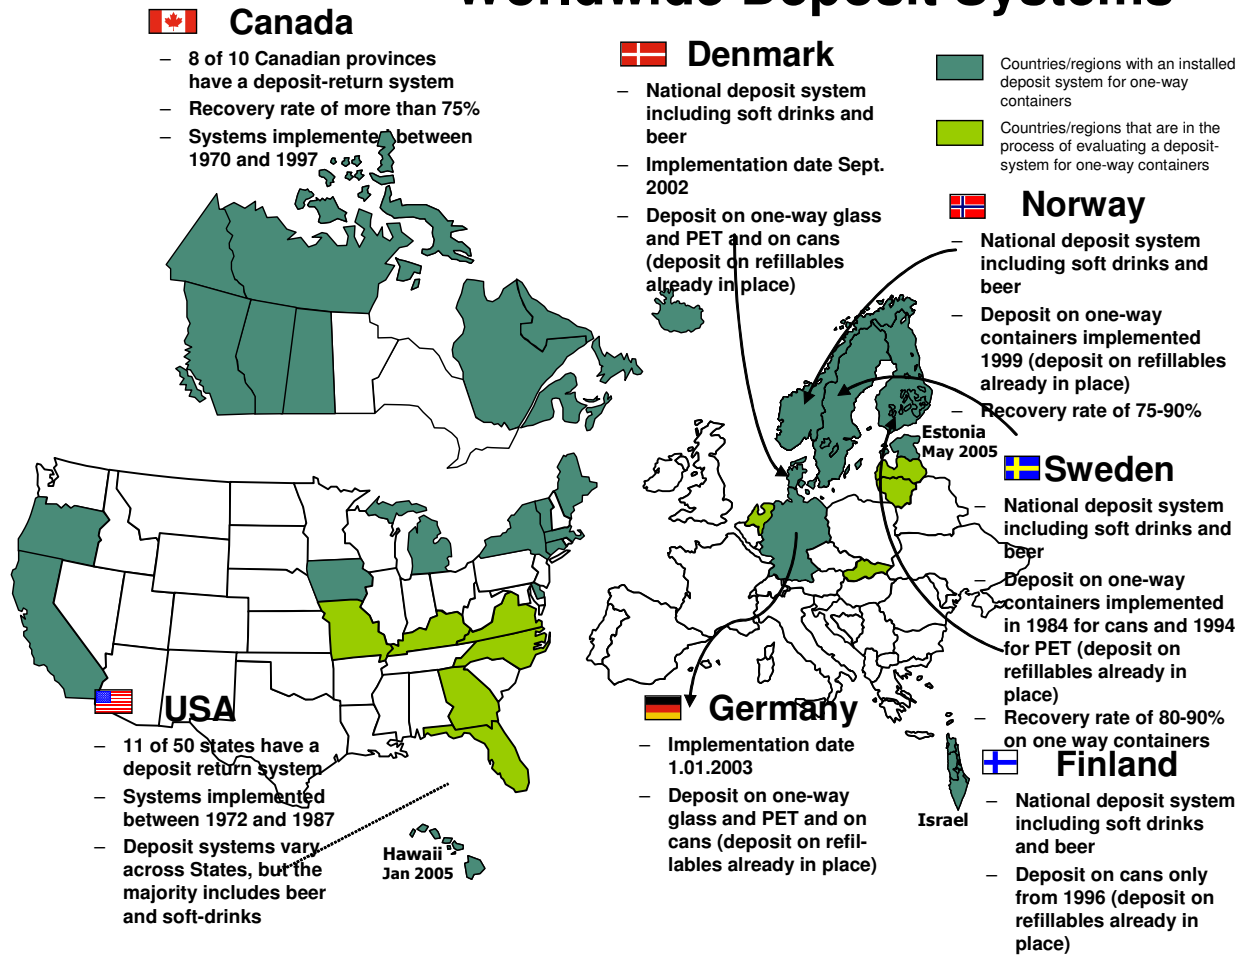 Worldwide Deposit Systems
Canada
– 8 of 10 Canadian provinces
have a deposit-return system
– Recovery rate of more than 75%
– Systems implemented between
1970 and 1997
Denmark
– National deposit system
including soft drinks and
beer
– Implementation date Sept.
2002
– Deposit on one-way glass
and PET and on cans
(deposit on refillables
already in place)
Countries/regions with an installed
deposit system for one-way
containers
Countries/regions that are in the
process of evaluating a deposit-
system for one-way containers
Norway
– National deposit system
including soft drinks and
beer
– Deposit on one-way
containers implemented
1999 (deposit on refillables
already in place)
– Recovery rate of 75-90%
Estonia
May 2005
Sweden
– National deposit system
including soft drinks and
beer
– Deposit on one-way
containers implemented
in 1984 for cans and 1994
for PET (deposit on
refillables already in
place)
– Recovery rate of 80-90%
on one way containers
USA
– 11 of 50 states have a
deposit return system
– Systems implemented
between 1972 and 1987
– Deposit systems vary
across States, but the
majority includes beer
and soft-drinks
Hawaii
Jan 2005
Germany
– Implementation date
1.01.2003
– Deposit on one-way
glass and PET and on
cans (deposit on refil-
lables already in place)
Israel
Finland
– National deposit system
including soft drinks
and beer
– Deposit on cans only
from 1996 (deposit on
refillables already in
place)